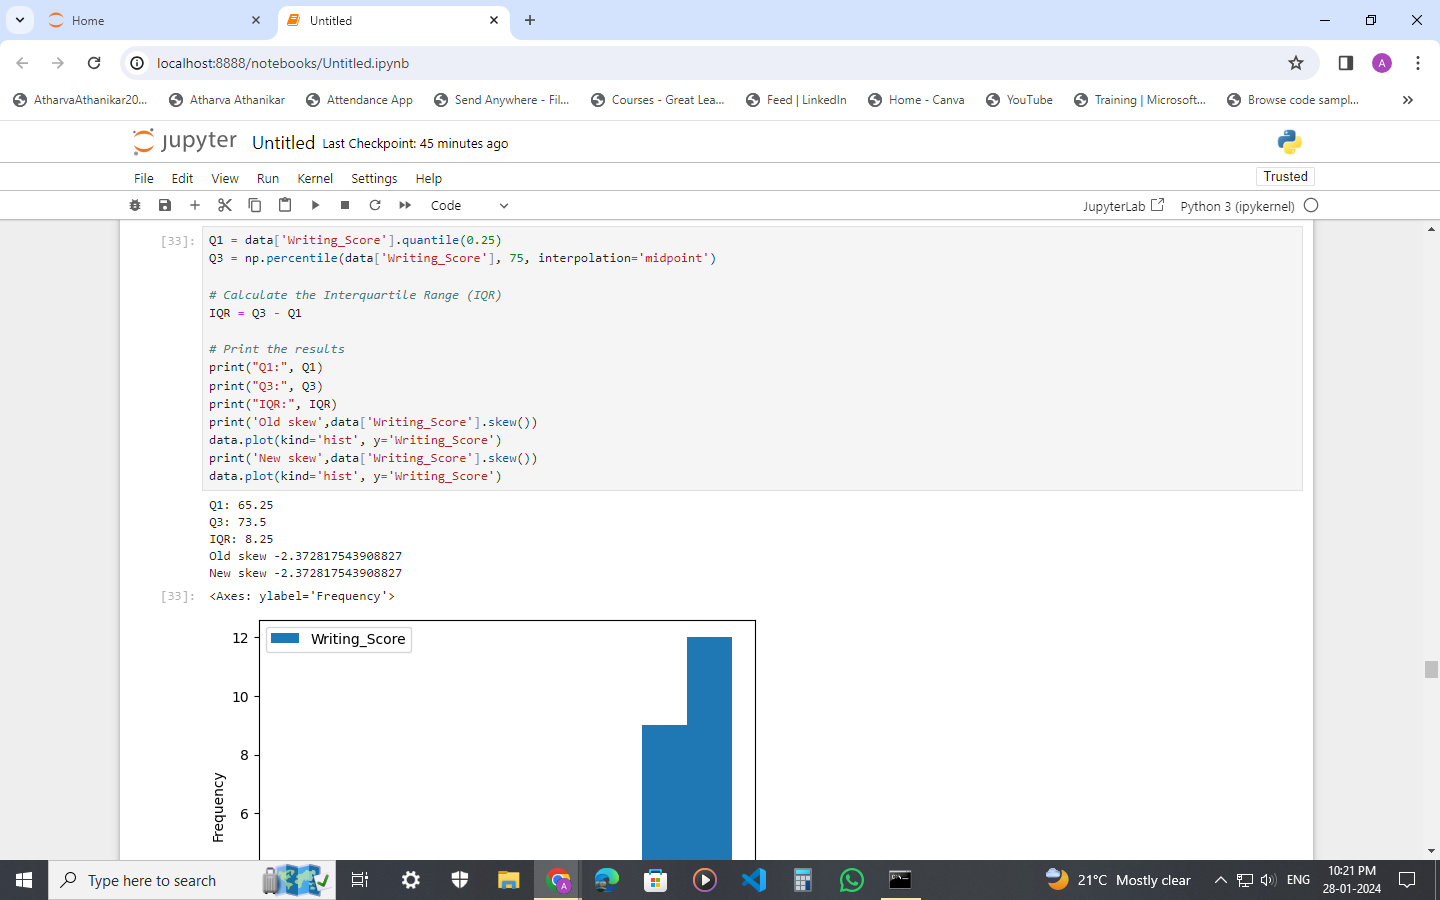 Home
Untitled
localhost:8888/notebooks/Untitled.ipynb
A
AtharvaAthanikar20...
Atharva Athanikar
Attendance App
Send Anywhere - Fil...
Courses - Great Lea...
Feed | LinkedIn
Home - Canva
YouTube
Training | Microsoft...
Browse code sampl...
jupyter Untitled Last Checkpoint: 45 minutes ago
File Edit View Run Kernel Settings Help
Trusted
Code
JupyterLab
Python 3 (ipykernel)
[33]:
Q1 = data['Writing_Score'].quantile(0.25)
Q3 = np.percentile(data['Writing_Score'], 75, interpolation='midpoint')
# Calculate the Interquartile Range (IQR)
IQR = Q3 - Q1
# Print the results
print("Q1:", Q1)
print("Q3:", Q3)
print("IQR:", IQR)
print('Old skew',data['Writing_Score'].skew())
data.plot(kind='hist', y='Writing_Score')
print('New skew',data['Writing_Score'].skew())
data.plot(kind='hist', y='Writing_Score')
Q1: 65.25
Q3: 73.5
IQR: 8.25
Old skew -2.372817543908827
New skew -2.372817543908827
[33]:
<Axes: ylabel='Frequency'>
Writing_Score
12
10
8
6
Frequency
Type here to search
A
21°C Mostly clear
ENG
10:21 PM
28-01-2024